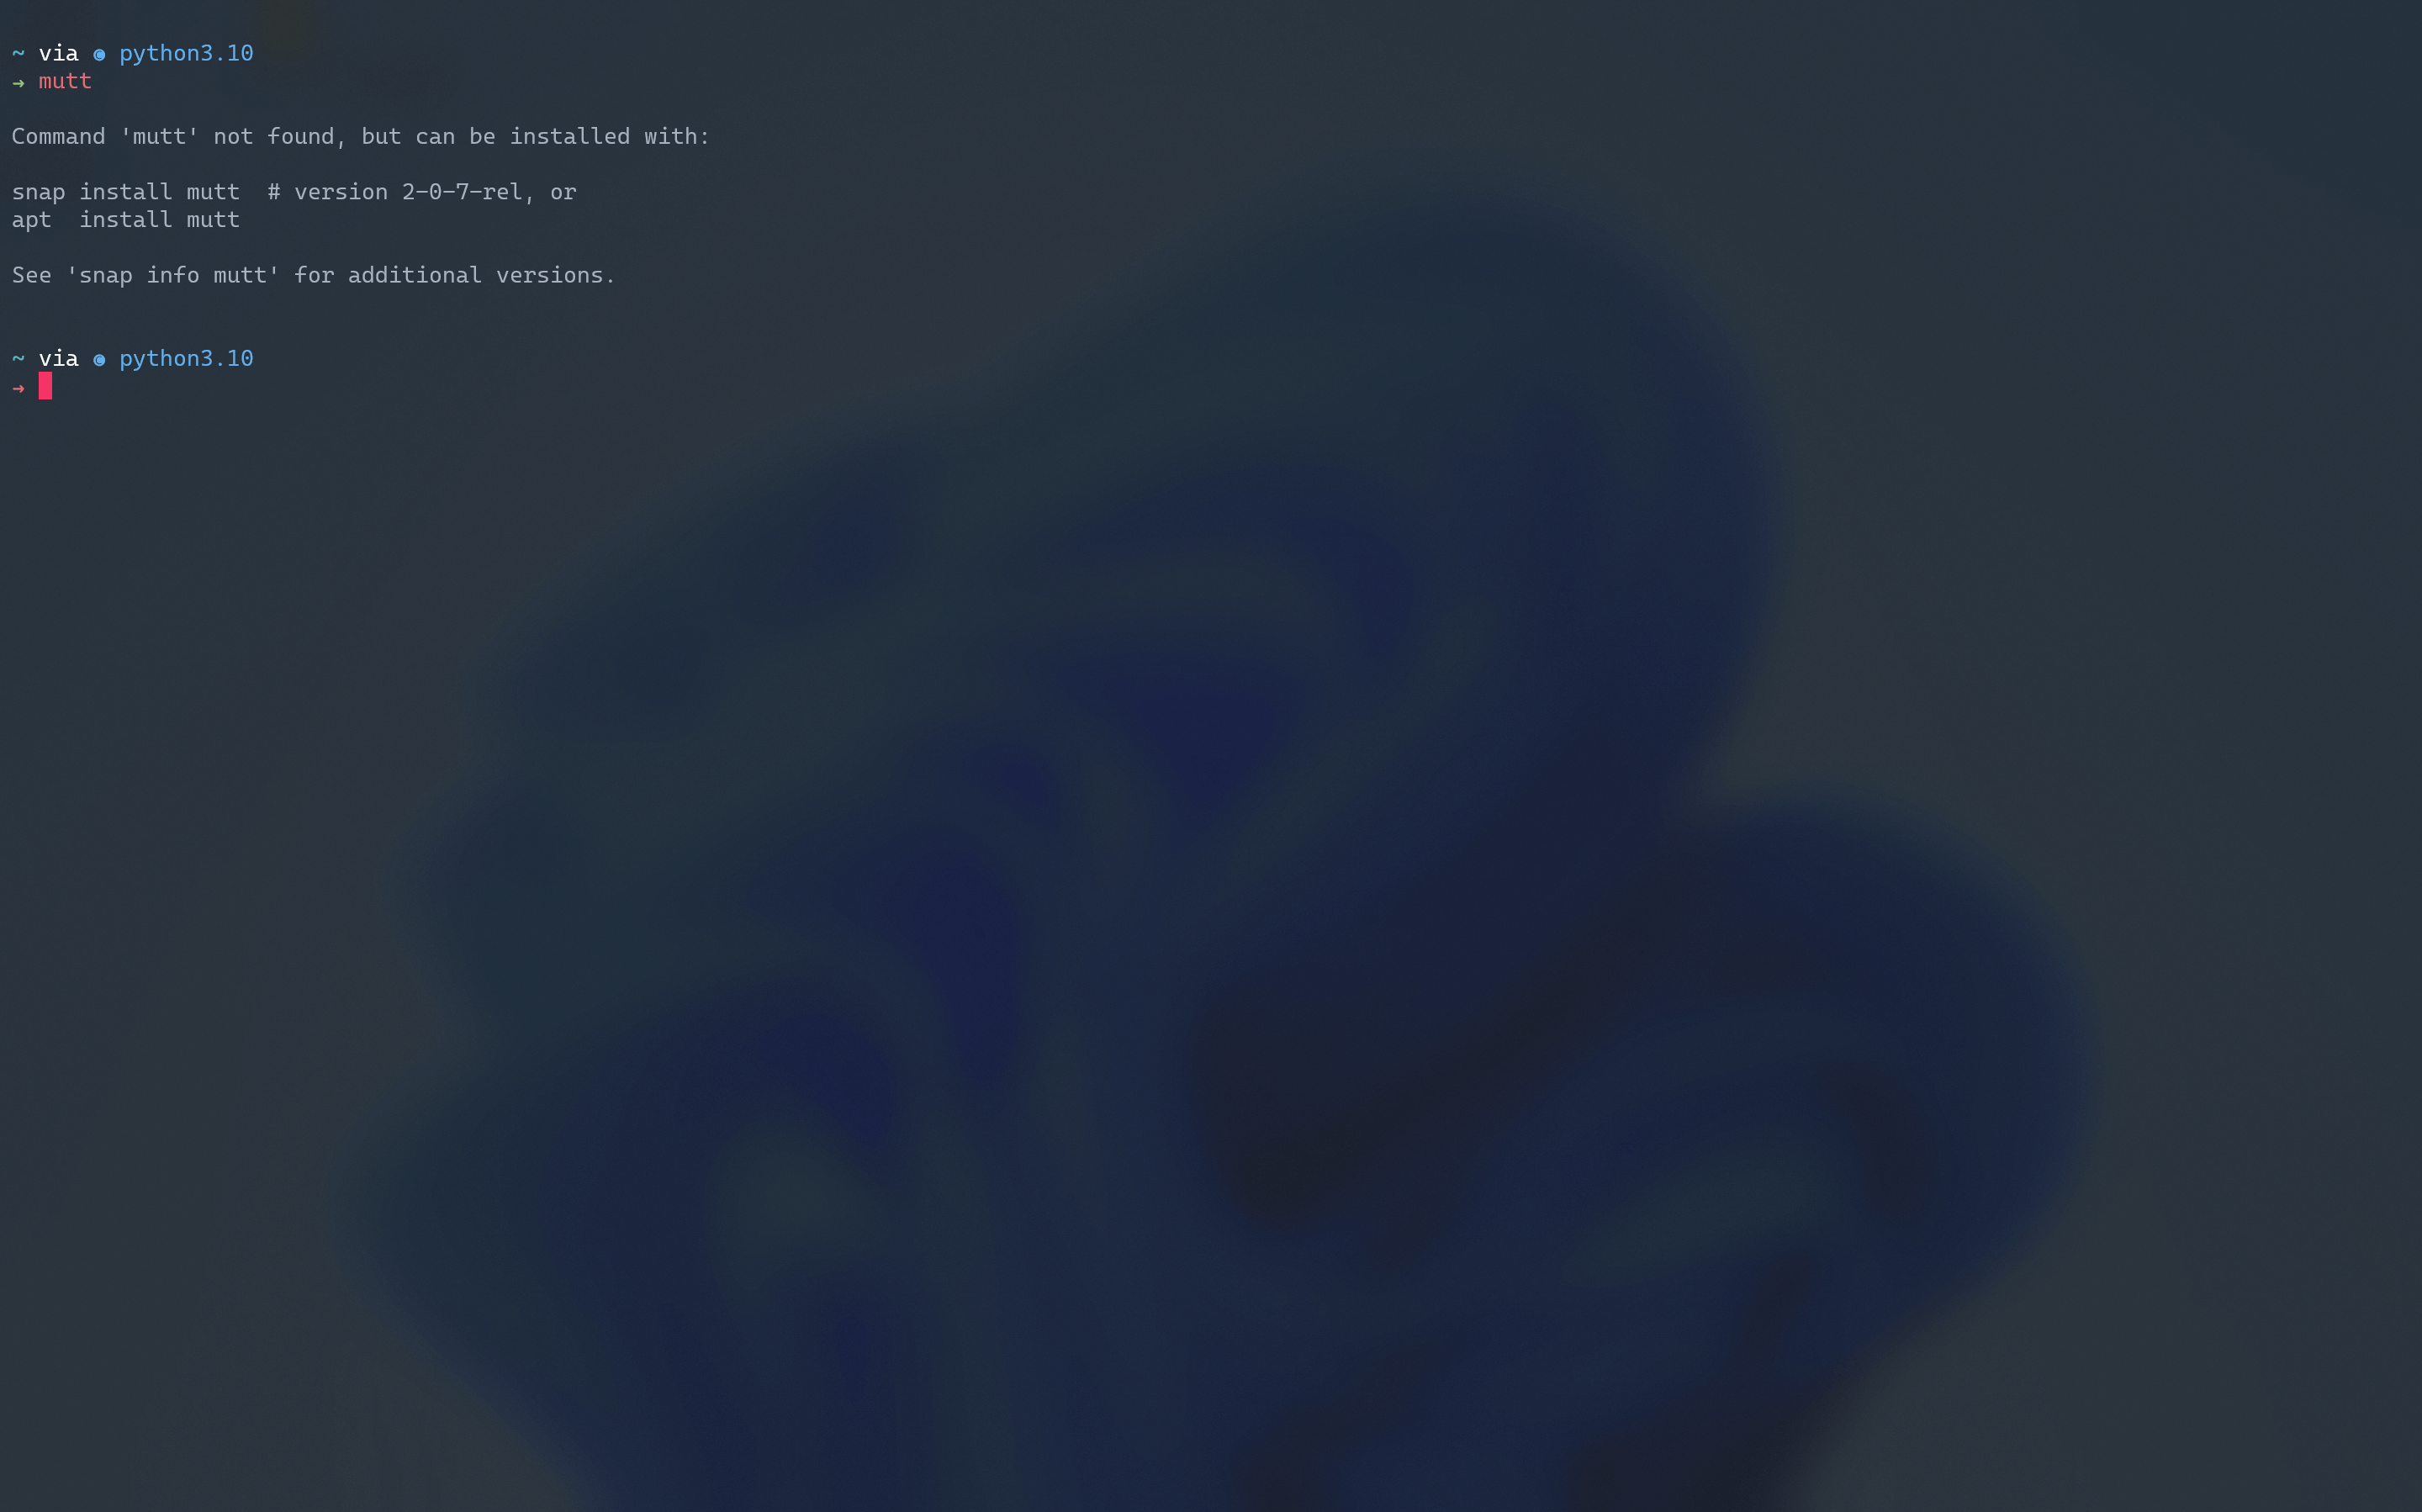 ~ via python3.10
→ mutt
Command 'mutt' not found, but can be installed with:
snap install mutt  # version 2-0-7-rel, or
apt  install mutt
See 'snap info mutt' for additional versions.
~ via python3.10
→